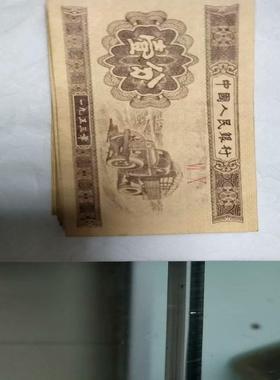 中國人民銀行
壹分
一九五三年